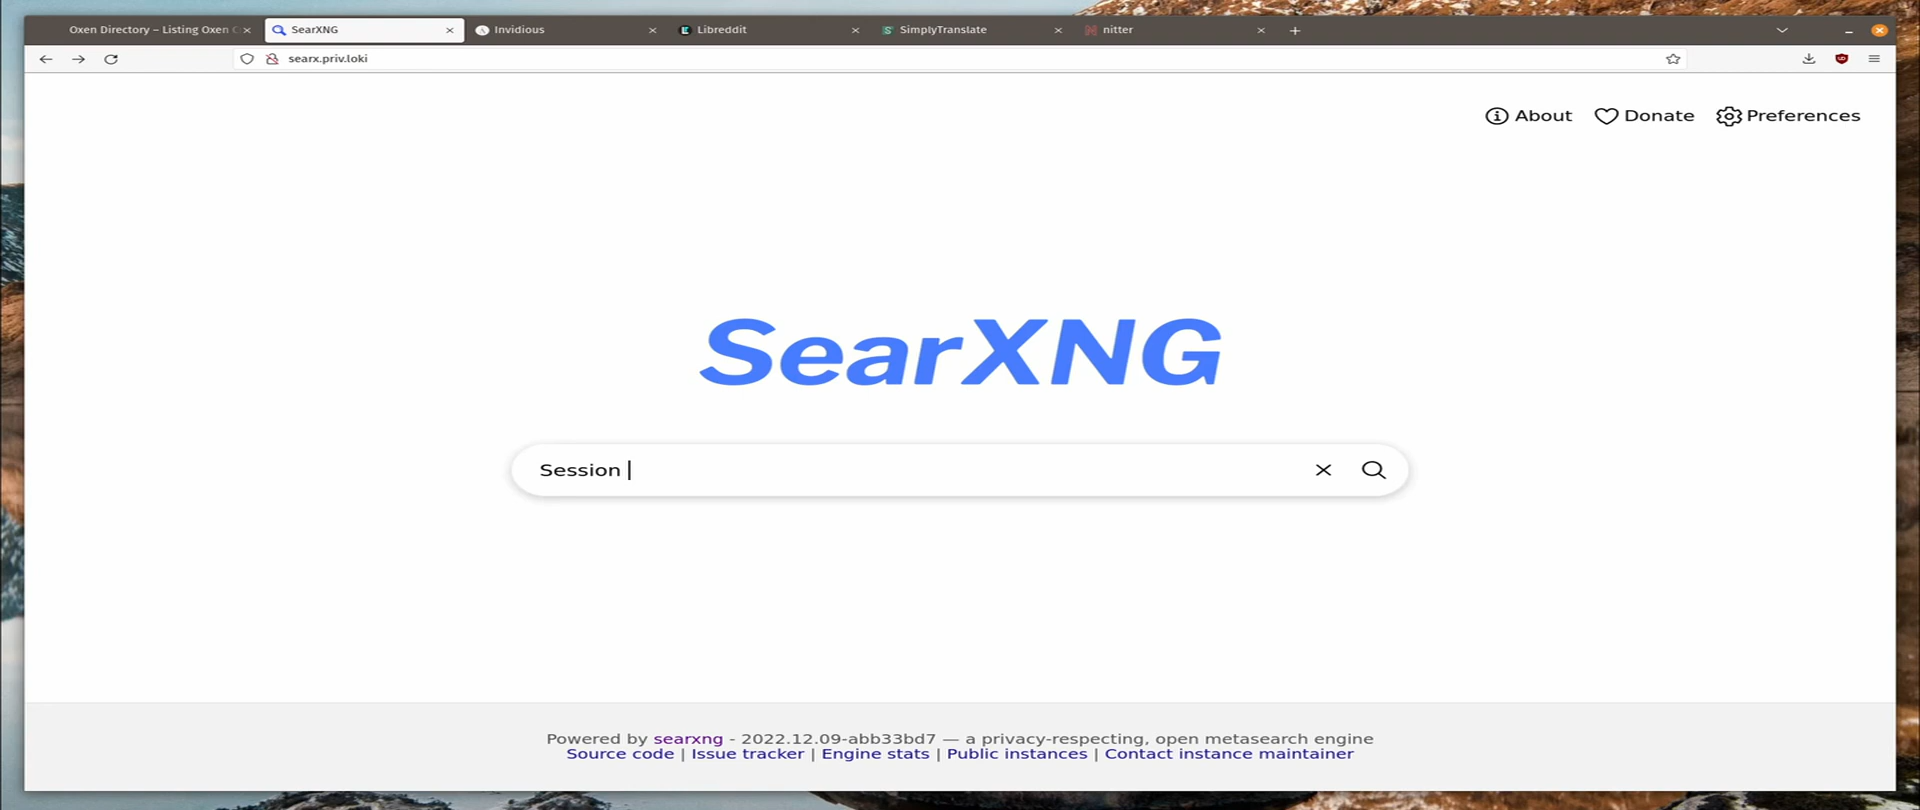 Oxen Directory – Listing Oxen
SearXNG
Invidious
Libreddit
SimplyTranslate
nitter
searx.priv.loki
About
Donate
Preferences
SearXNG
Session
Powered by searxng - 2022.12.09-abb33bd7 — a privacy-respecting, open metasearch engine
Source code | Issue tracker | Engine stats | Public instances | Contact instance maintainer